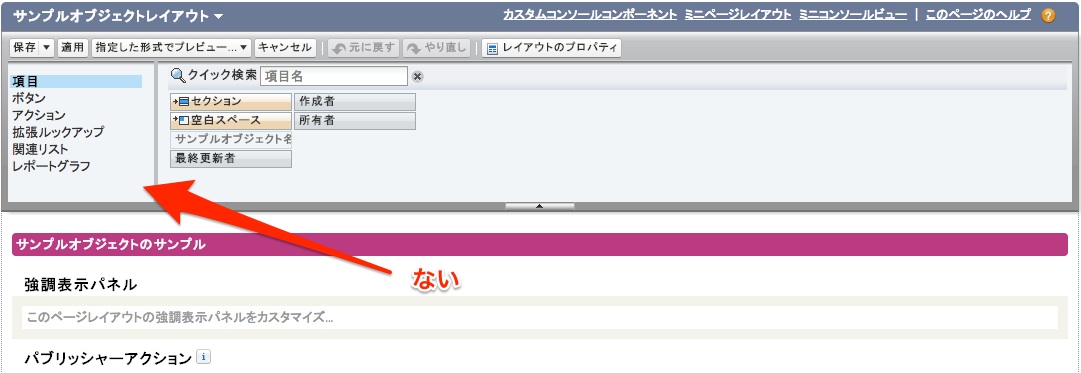 サンプルオブジェクトレイアウト
カスタムコンソールコンポーネント ミニページレイアウト ミニコンソールビュー | このページのヘルプ ?
保存 適用 指定した形式でプレビュー... キャンセル 元に戻す やり直し レイアウトのプロパティ
項目
ボタン
アクション
拡張ルックアップ
関連リスト
レポートグラフ
クイック検索 項目名
セクション 作成者
空白スペース 所有者
サンプルオブジェクト名
最終更新者
ない
サンプルオブジェクトのサンプル
強調表示パネル
このページレイアウトの強調表示パネルをカスタマイズ...
パブリッシャーアクション i